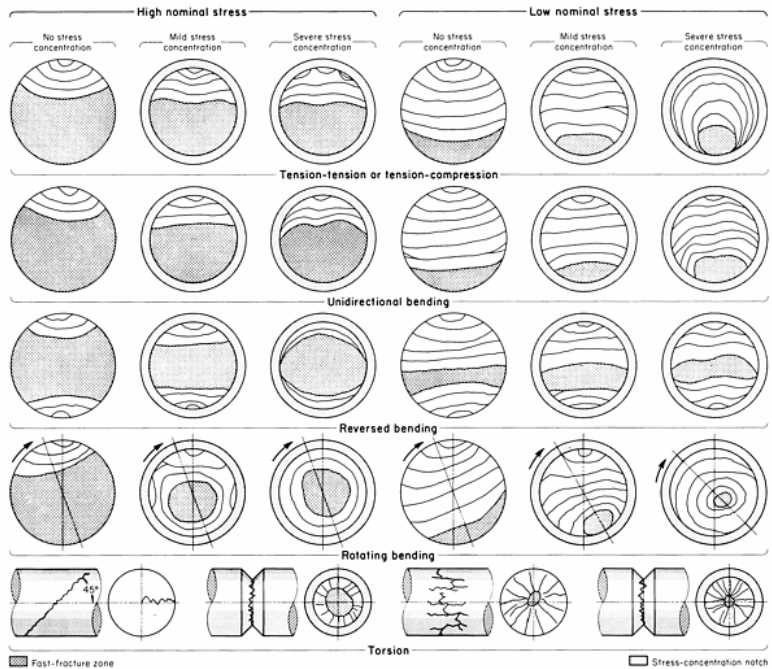 High nominal stress
Low nominal stress
No stress concentration
Mild stress concentration
Severe stress concentration
No stress concentration
Mild stress concentration
Severe stress concentration
Tension-tension or tension-compression
Unidirectional bending
Reversed bending
Rotating bending
45°
Torsion
Fast-fracture zone
Stress-concentration notch